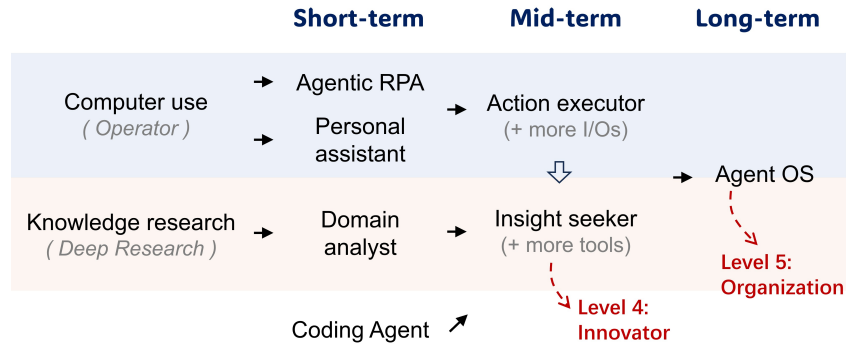 Short-term
Mid-term
Long-term
Computer use
( Operator )
Agentic RPA
Personal
assistant
Action executor
(+ more I/Os)
Agent OS
Knowledge research
( Deep Research )
Domain
analyst
Insight seeker
(+ more tools)
Level 5:
Organization
Coding Agent
Level 4:
Innovator